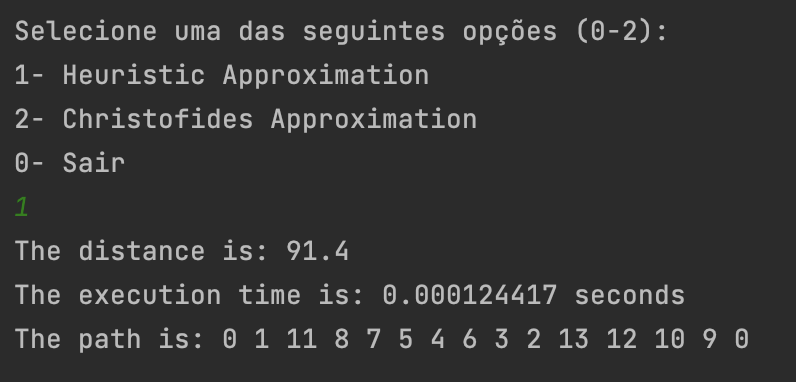 Selecione uma das seguintes opções (0-2):
1- Heuristic Approximation
2- Christofides Approximation
0- Sair
1
The distance is: 91.4
The execution time is: 0.000124417 seconds
The path is: 0 1 11 8 7 5 4 6 3 2 13 12 10 9 0